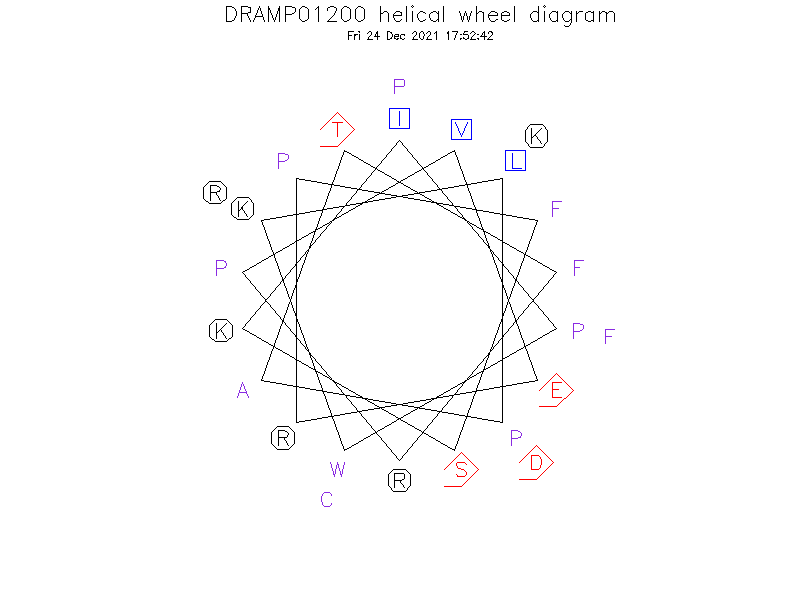 DRAMP01200 helical wheel diagram
Fri 24 Dec 2021 17:52:42
P
I
T
V
K
P
L
R
K
F
P
F
K
P
F
A
E
R
P
W
S
D
R
C